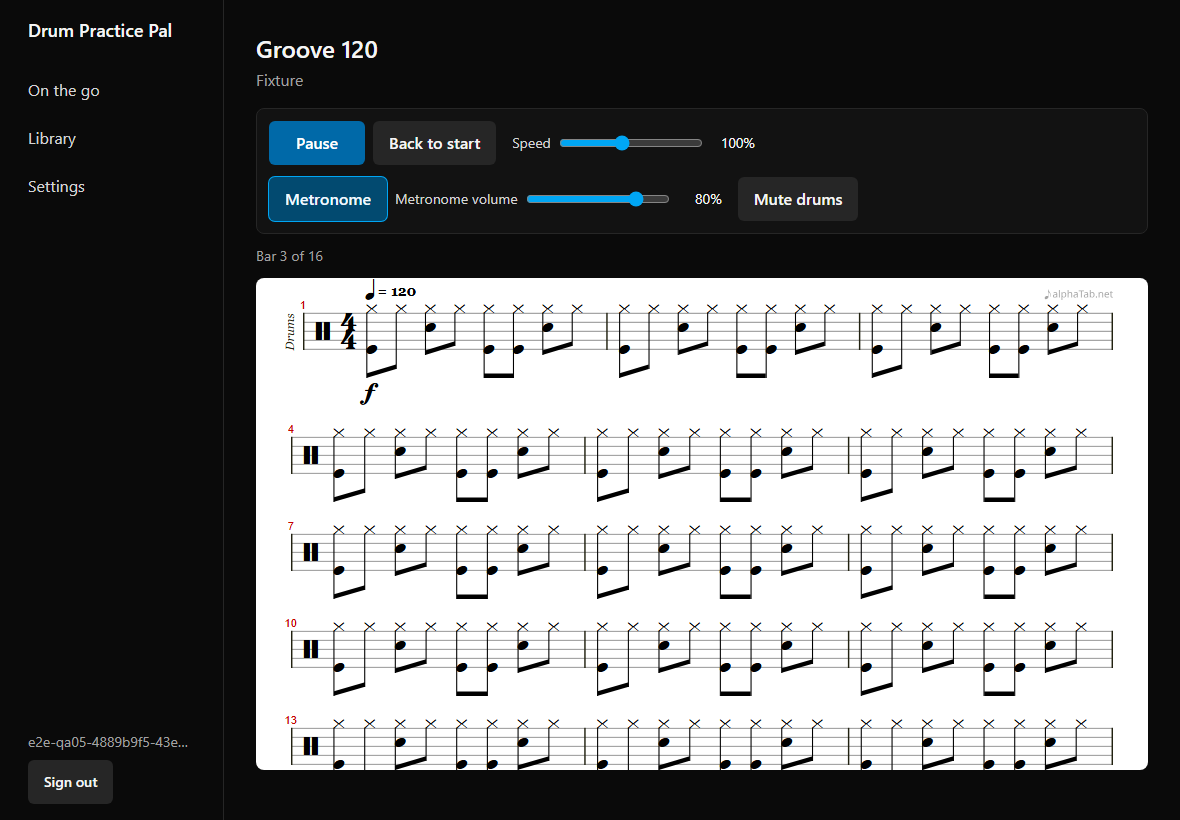 Drum Practice Pal
On the go
Library
Settings
e2e-qa05-4889b9f5-43e...
Sign out
Groove 120
Fixture
Pause
Back to start
Speed
100%
Metronome
Metronome volume
80%
Mute drums
Bar 3 of 16
= 120
alphaTab.net
1
Drums
4
4
f
4
7
10
13